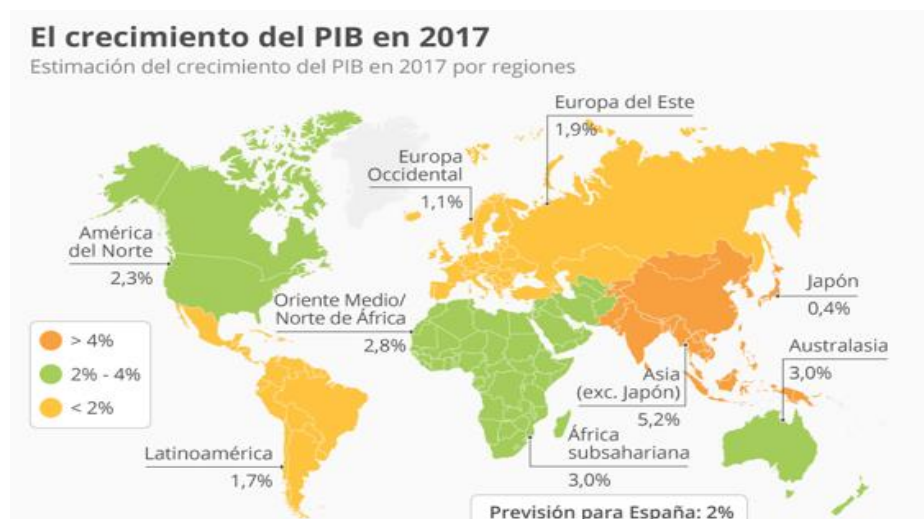 El crecimiento del PIB en 2017
Estimación del crecimiento del PIB en 2017 por regiones
Europa del Este
1,9%
Europa
Occidental
1,1%
América
del Norte
2,3%
Oriente Medio/
Norte de África
2,8%
Japón
0,4%
> 4%
2% - 4%
< 2%
Australasia
3,0%
Asia
(exc. Japón)
5,2%
África
subsahariana
3,0%
Latinoamérica
1,7%
Previsión para España: 2%